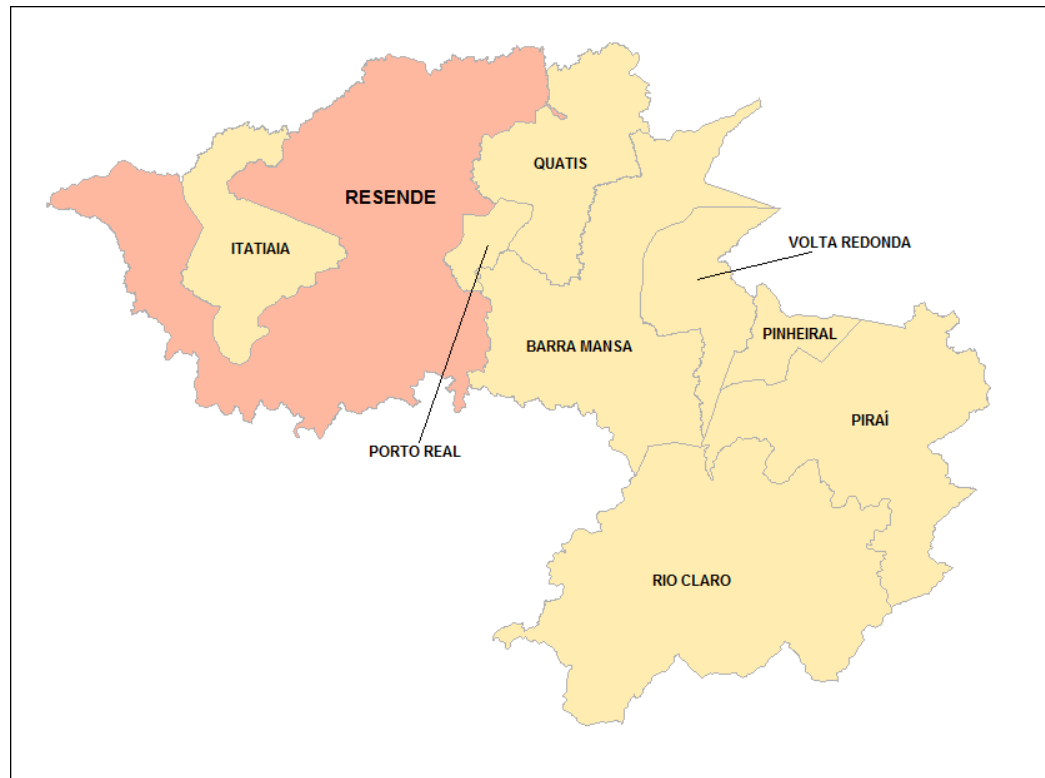 QUATIS
RESENDE
ITATIAIA
VOLTA REDONDA
PINHEIRAL
BARRA MANSA
PIRAÍ
PORTO REAL
RIO CLARO